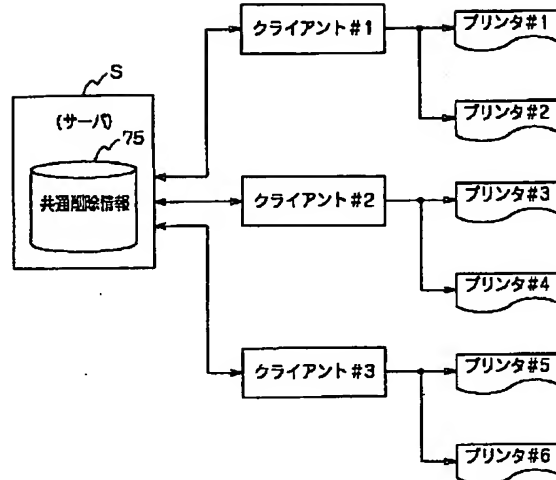 S
(サーバ)
75
共通削除情報
クライアント#1
プリンタ#1
プリンタ#2
クライアント#2
プリンタ#3
プリンタ#4
クライアント#3
プリンタ#5
プリンタ#6